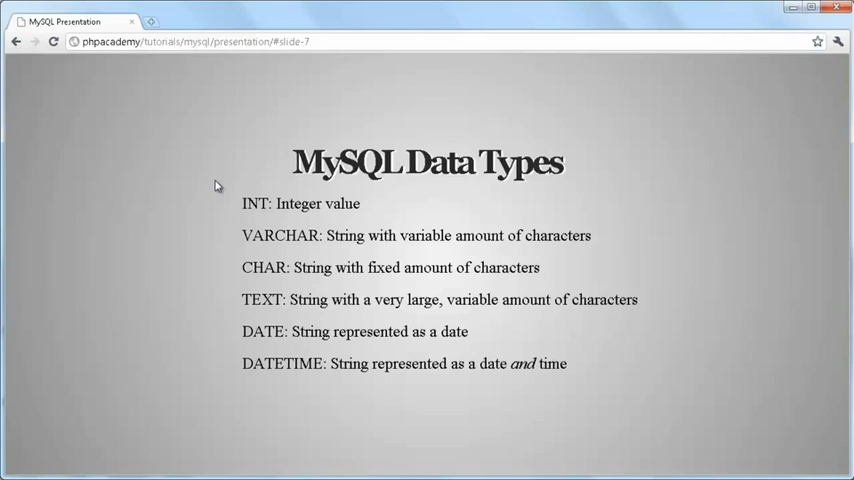 MySQL Presentation
phpacademy/tutorials/mysql/presentation/#slide-7
MySQL Data Types
INT: Integer value
VARCHAR: String with variable amount of characters
CHAR: String with fixed amount of characters
TEXT: String with a very large, variable amount of characters
DATE: String represented as a date
DATETIME: String represented as a date and time